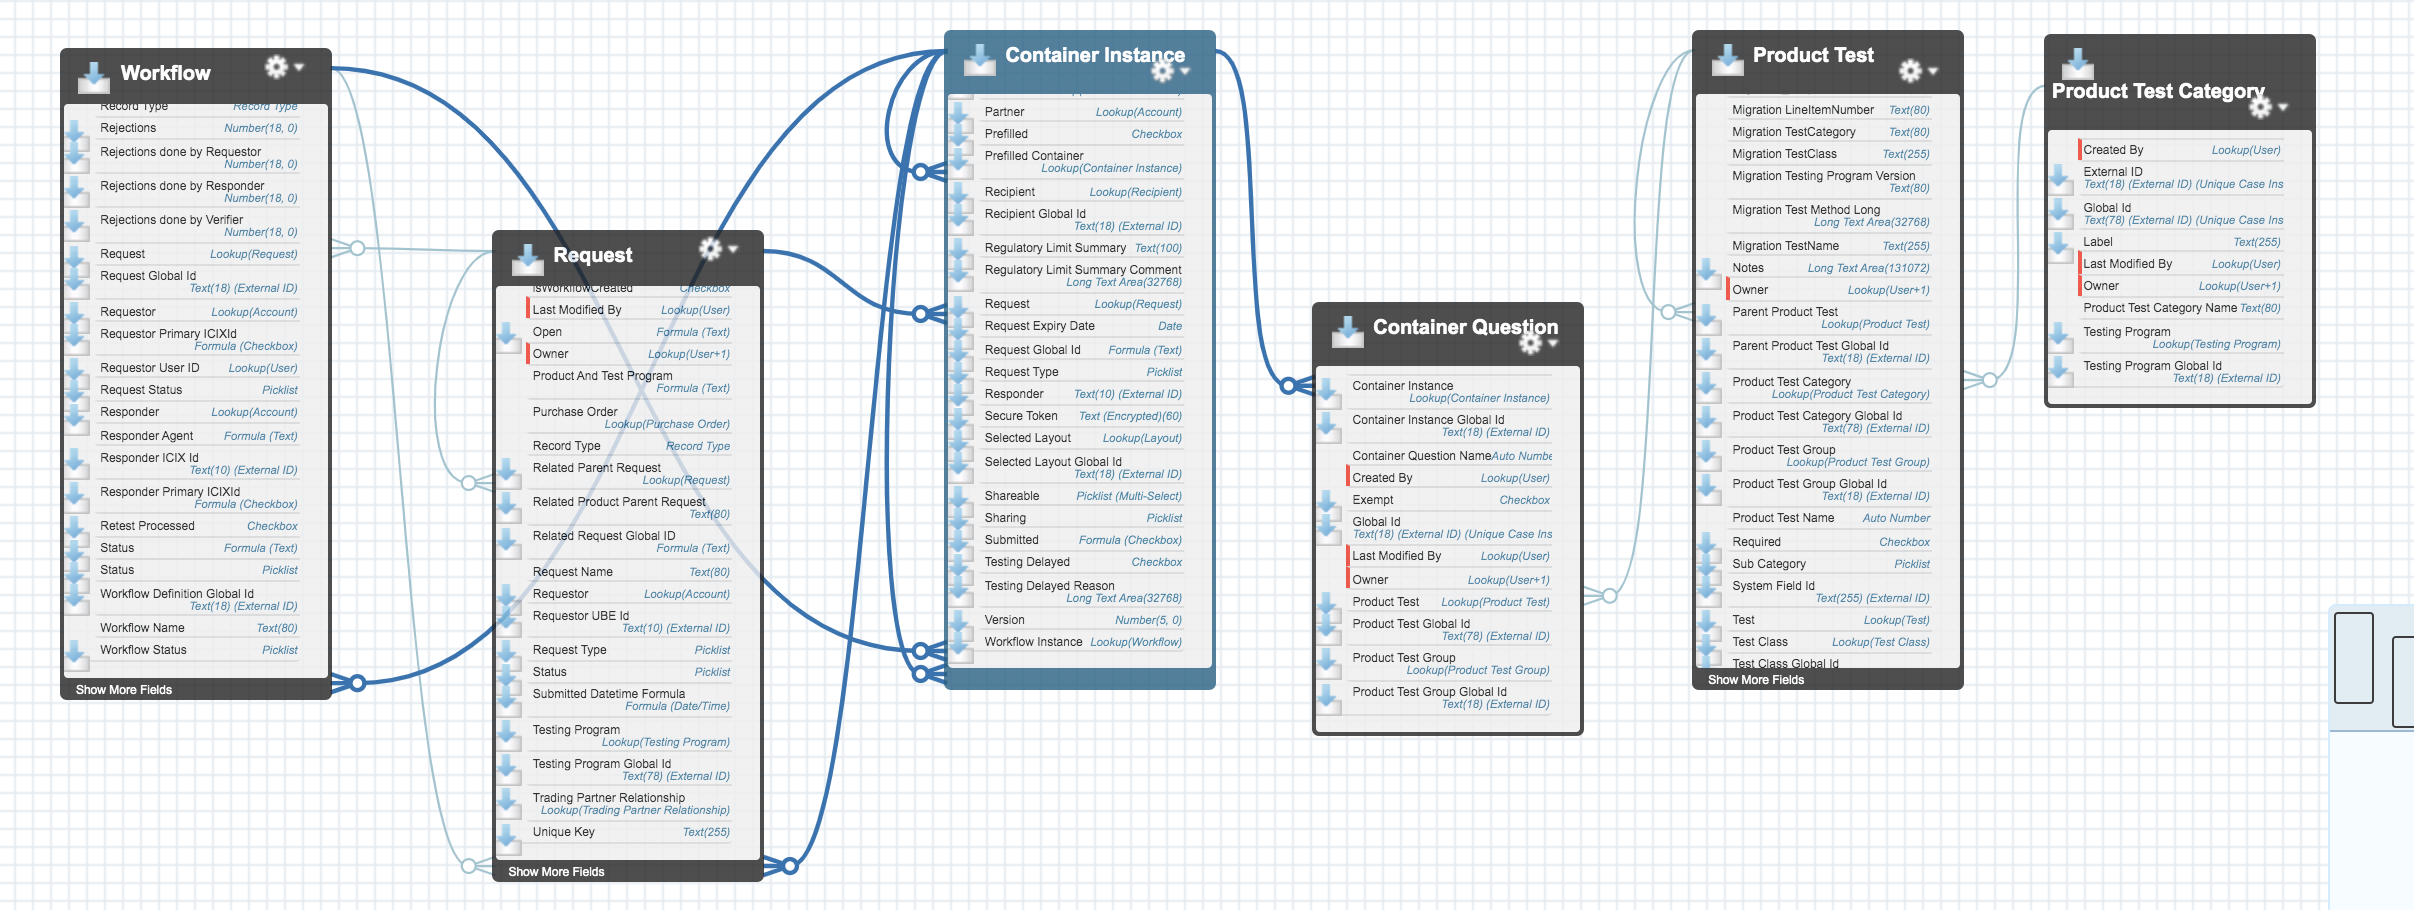 Workflow
Record Type Record Type
Rejections Number(18, 0)
Rejections done by Requestor
Number(18, 0)
Rejections done by Responder
Number(18, 0)
Rejections done by Verifier
Number(18, 0)
Request Lookup(Request)
Request Global Id
Text(18) (External ID)
Requestor Lookup(Account)
Requestor Primary ICIXId
Formula (Checkbox)
Requestor User ID Lookup(User)
Request Status Picklist
Responder Lookup(Account)
Responder Agent Formula (Text)
Responder ICIX Id
Text(10) (External ID)
Responder Primary ICIXId
Formula (Checkbox)
Retest Processed Checkbox
Status Formula (Text)
Status Picklist
Workflow Definition Global Id
Text(18) (External ID)
Workflow Name Text(80)
Workflow Status Picklist
Show More Fields
Request
isWorkflowCreated Checkbox
Last Modified By Lookup(User)
Open Formula (Text)
Owner Lookup(User+1)
Product And Test Program
Formula (Text)
Purchase Order
Lookup(Purchase Order)
Record Type Record Type
Related Parent Request
Lookup(Request)
Related Product Parent Request
Text(80)
Related Request Global ID
Formula (Text)
Request Name Text(80)
Requestor Lookup(Account)
Requestor UBE Id
Text(10) (External ID)
Request Type Picklist
Status Picklist
Submitted Datetime Formula
Formula (Date/Time)
Testing Program
Lookup(Testing Program)
Testing Program Global Id
Text(78) (External ID)
Trading Partner Relationship
Lookup(Trading Partner Relationship)
Unique Key Text(255)
Show More Fields
Container Instance
Partner Lookup(Account)
Prefilled Checkbox
Prefilled Container
Lookup(Container Instance)
Recipient Lookup(Recipient)
Recipient Global Id
Text(18) (External ID)
Regulatory Limit Summary Text(100)
Regulatory Limit Summary Comment
Long Text Area(32768)
Request Lookup(Request)
Request Expiry Date Date
Request Global Id Formula (Text)
Request Type Picklist
Responder Text(10) (External ID)
Secure Token Text (Encrypted)(60)
Selected Layout Lookup(Layout)
Selected Layout Global Id
Text(18) (External ID)
Shareable Picklist (Multi-Select)
Sharing Picklist
Submitted Formula (Checkbox)
Testing Delayed Checkbox
Testing Delayed Reason
Long Text Area(32768)
Version Number(5, 0)
Workflow Instance Lookup(Workflow)
Container Question
Container Instance
Lookup(Container Instance)
Container Instance Global Id
Text(18) (External ID)
Container Question Name Auto Numbe
Created By Lookup(User)
Exempt Checkbox
Global Id
Text(18) (External ID) (Unique Case Ins
Last Modified By Lookup(User)
Owner Lookup(User+1)
Product Test Lookup(Product Test)
Product Test Global Id
Text(78) (External ID)
Product Test Group
Lookup(Product Test Group)
Product Test Group Global Id
Text(18) (External ID)
Product Test
Migration LineItemNumber Text(80)
Migration TestCategory Text(80)
Migration TestClass Text(255)
Migration Testing Program Version
Text(80)
Migration Test Method Long
Long Text Area(32768)
Migration TestName Text(255)
Notes Long Text Area(131072)
Owner Lookup(User+1)
Parent Product Test
Lookup(Product Test)
Parent Product Test Global Id
Text(18) (External ID)
Product Test Category
Lookup(Product Test Category)
Product Test Category Global Id
Text(78) (External ID)
Product Test Group
Lookup(Product Test Group)
Product Test Group Global Id
Text(18) (External ID)
Product Test Name Auto Number
Required Checkbox
Sub Category Picklist
System Field Id
Text(255) (External ID)
Test Lookup(Test)
Test Class Lookup(Test Class)
Test Class Global Id
Show More Fields
Product Test Category
Created By Lookup(User)
External ID
Text(18) (External ID) (Unique Case Ins
Global Id
Text(78) (External ID) (Unique Case Ins
Label Text(255)
Last Modified By Lookup(User)
Owner Lookup(User+1)
Product Test Category Name Text(80)
Testing Program
Lookup(Testing Program)
Testing Program Global Id
Text(18) (External ID)